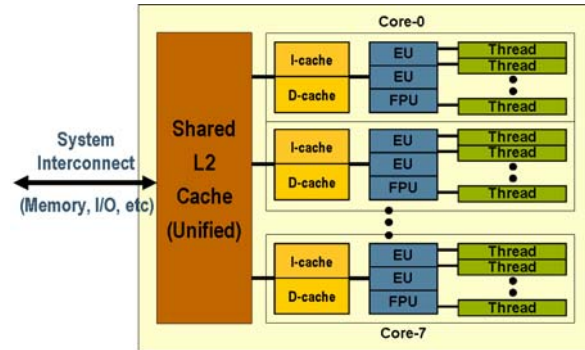 Core-0
I-cache
D-cache
EU
EU
FPU
Thread
Thread
Thread
I-cache
D-cache
EU
EU
FPU
Thread
Thread
Thread
I-cache
D-cache
EU
EU
FPU
Thread
Thread
Thread
Core-7
Shared
L2
Cache
(Unified)
System
Interconnect
(Memory, I/O, etc)